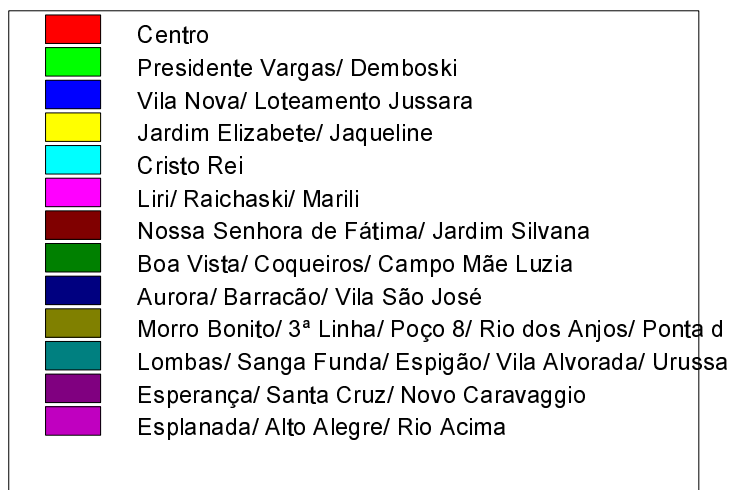 Centro
Presidente Vargas/ Demboski
Vila Nova/ Loteamento Jussara
Jardim Elizabete/ Jaqueline
Cristo Rei
Liri/ Raichaski/ Marili
Nossa Senhora de Fátima/ Jardim Silvana
Boa Vista/ Coqueiros/ Campo Mãe Luzia
Aurora/ Barracão/ Vila São José
Morro Bonito/ 3ª Linha/ Poço 8/ Rio dos Anjos/ Ponta d
Lombas/ Sanga Funda/ Espigão/ Vila Alvorada/ Urussa
Esperança/ Santa Cruz/ Novo Caravaggio
Esplanada/ Alto Alegre/ Rio Acima